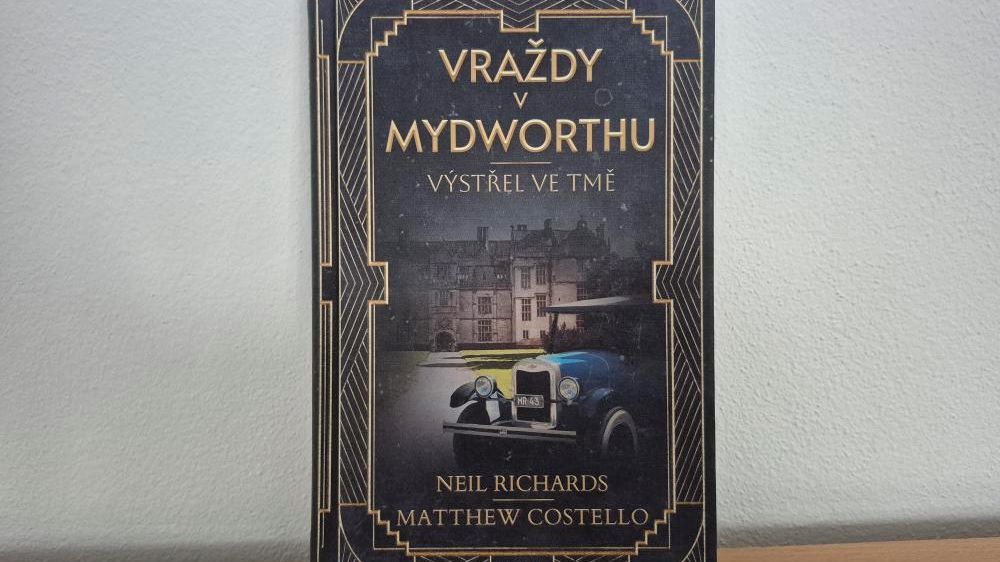 VRAŽDY
V
MYDWORTHU
VÝSTŘEL VE TMĚ
MR·43
NEIL RICHARDS
MATTHEW COSTELLO